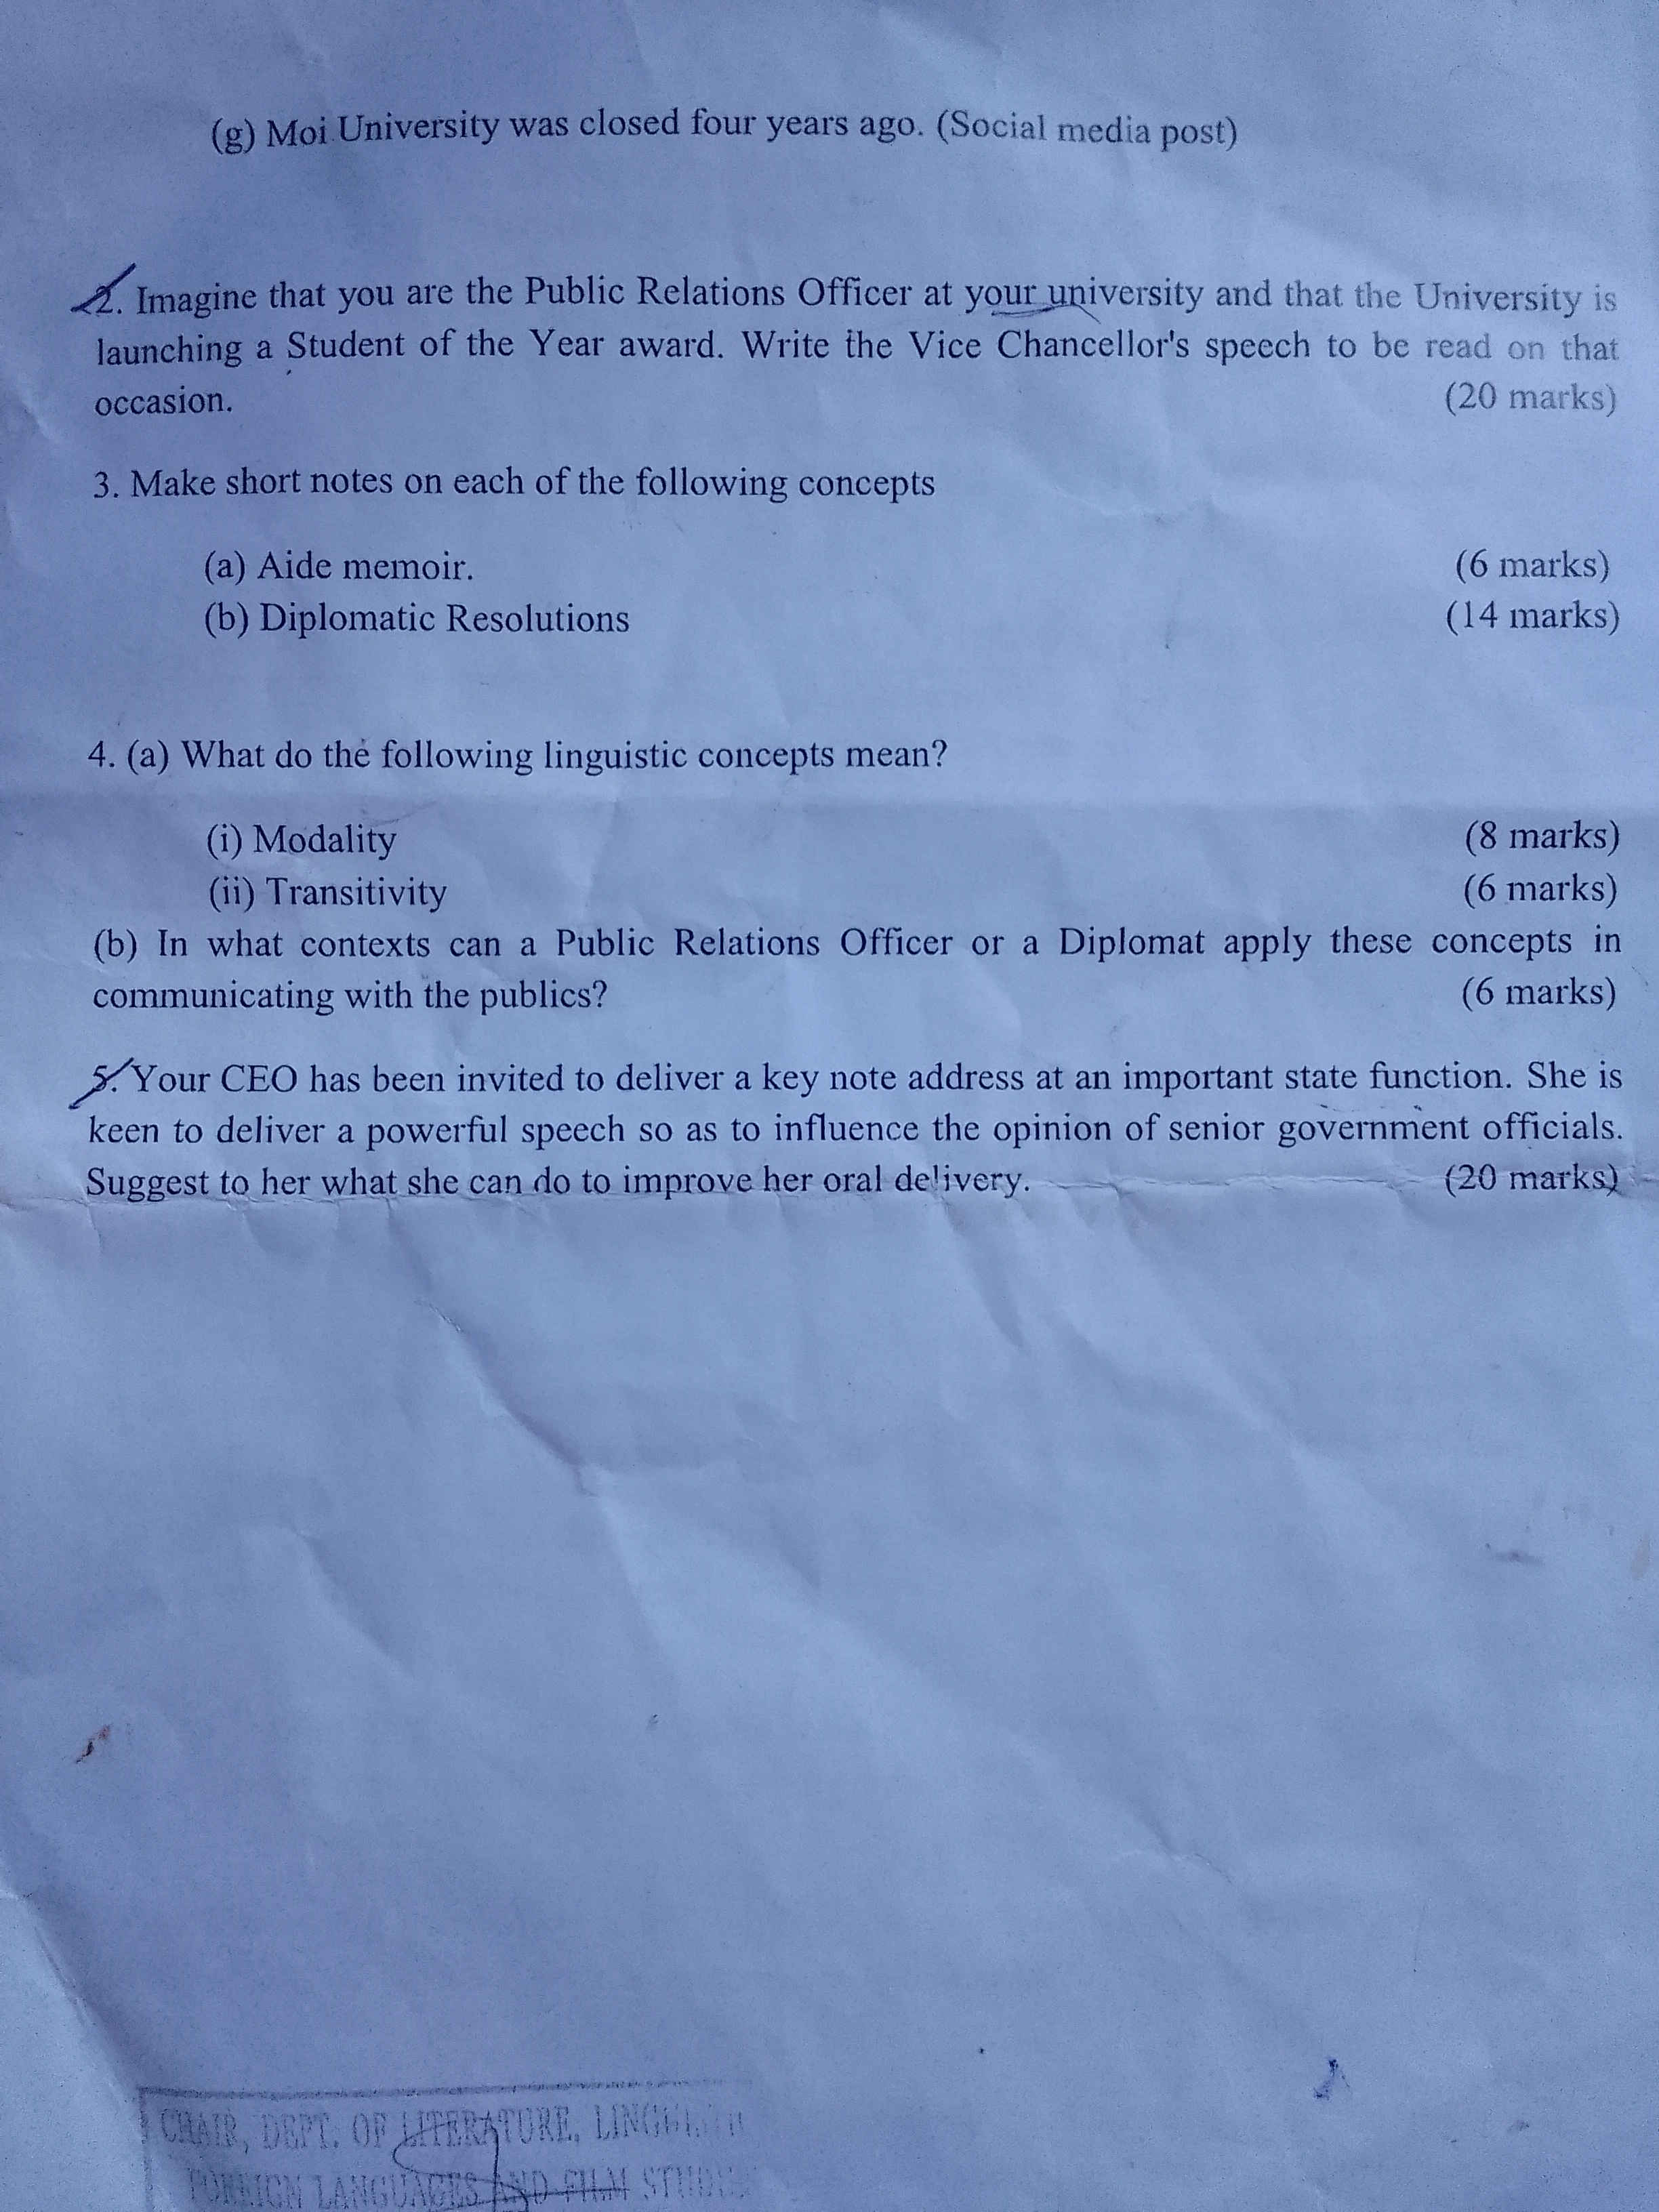 (g) Moi University was closed four years ago. (Social media post)
2. Imagine that you are the Public Relations Officer at your university and that the University is
launching a Student of the Year award. Write the Vice Chancellor's speech to be read on that
occasion. (20 marks)
3. Make short notes on each of the following concepts
(a) Aide memoir. (6 marks)
(b) Diplomatic Resolutions (14 marks)
4. (a) What do the following linguistic concepts mean?
(i) Modality (8 marks)
(ii) Transitivity (6 marks)
(b) In what contexts can a Public Relations Officer or a Diplomat apply these concepts in
communicating with the publics? (6 marks)
5. Your CEO has been invited to deliver a key note address at an important state function. She is
keen to deliver a powerful speech so as to influence the opinion of senior government officials.
Suggest to her what she can do to improve her oral delivery. (20 marks)
CHAIR, DEPT. OF LITERATURE,
FOREIGN LANGUAGES AND FILM